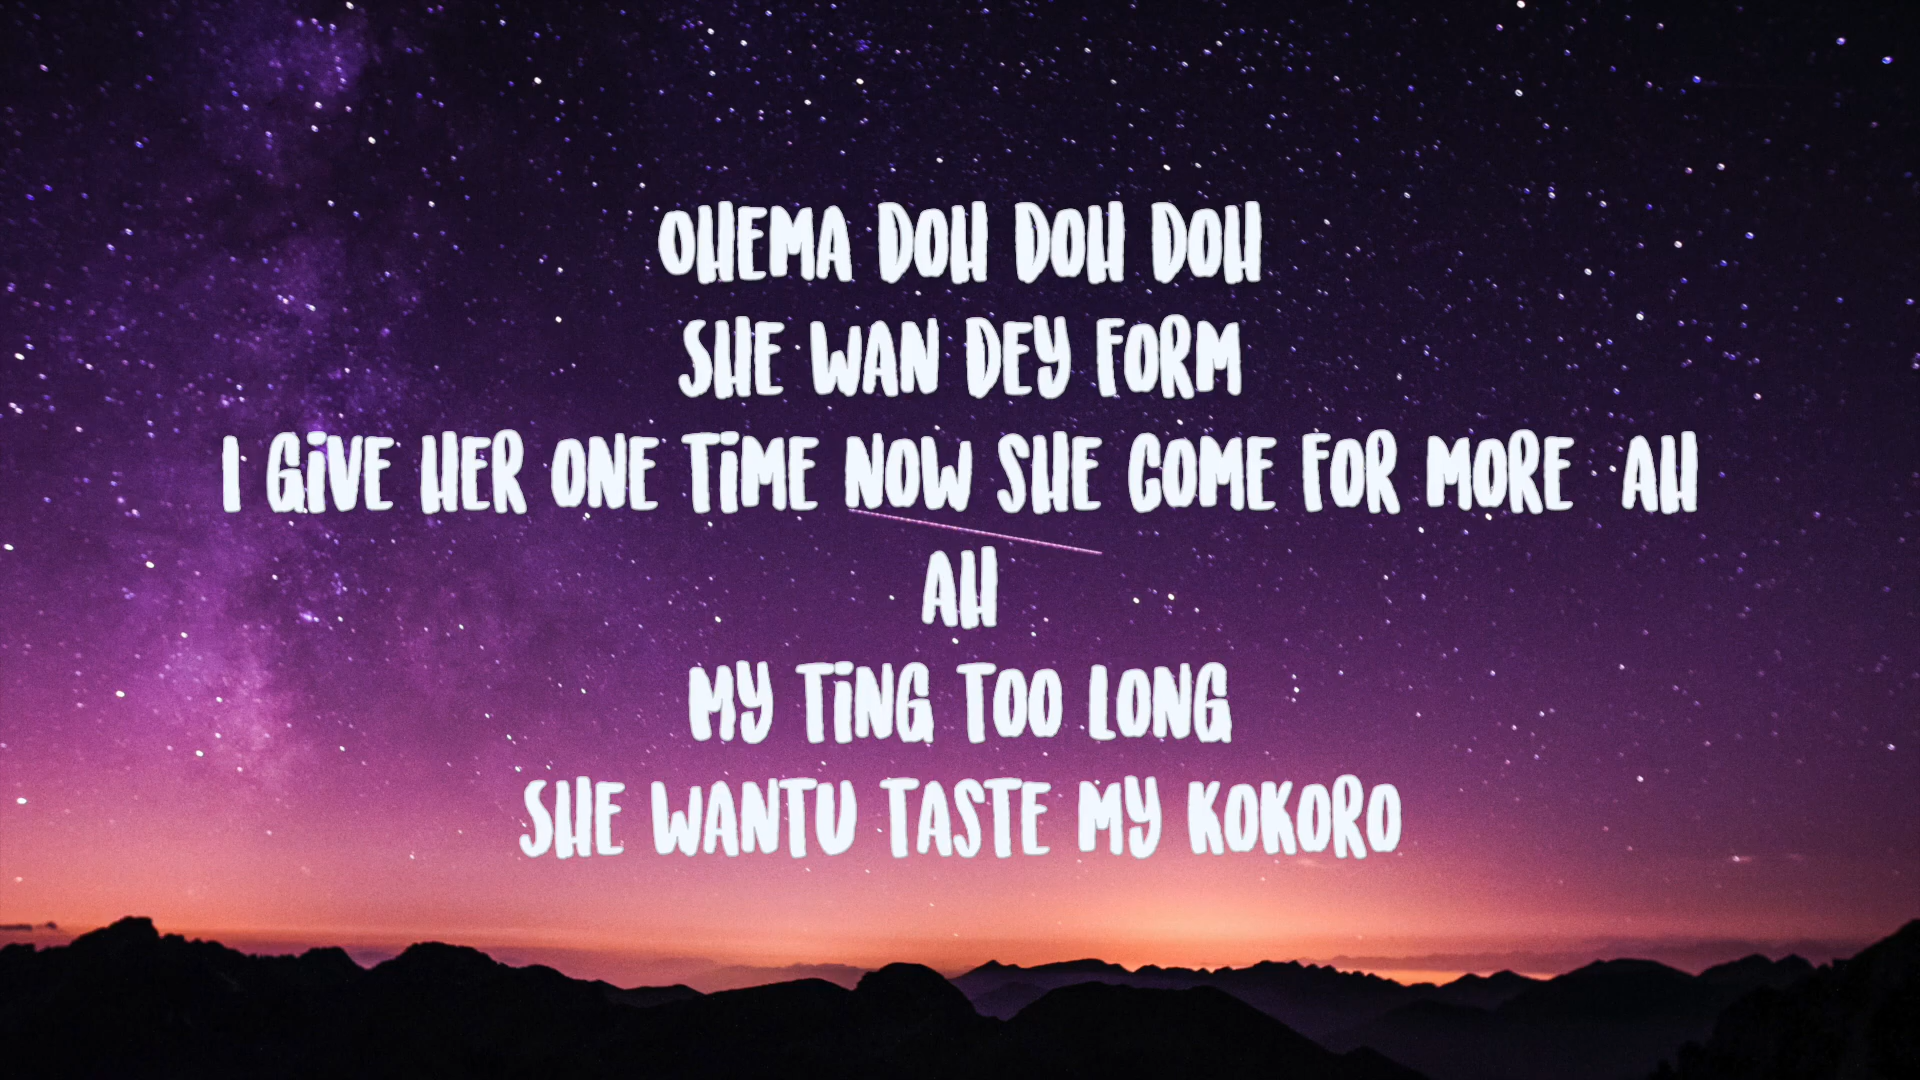 OHEMA DOH DOH DOH
SHE WAN DEY FORM
I GiVE HER ONE TiME NOW SHE COME FOR MORE  AH
AH
MY TiNG TOO LONG
SHE WANTU TASTE MY KOKORO